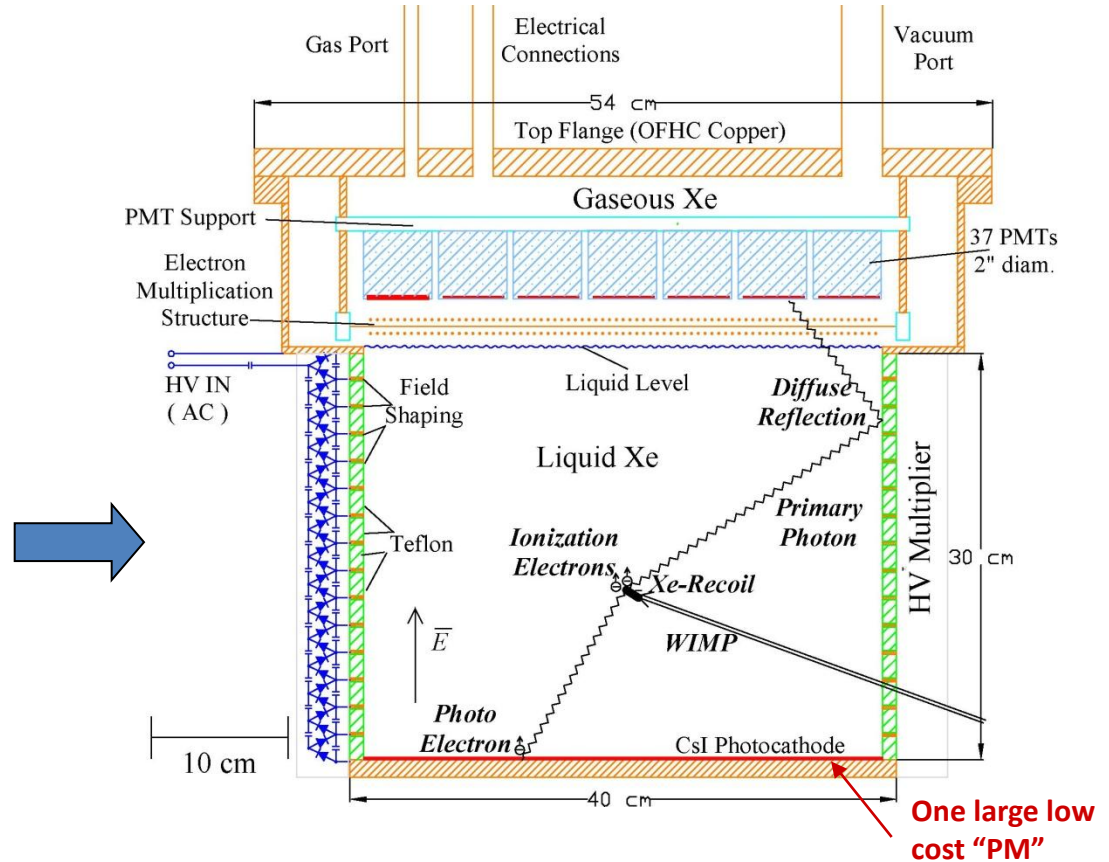 Gas Port
Electrical
Connections
Vacuum
Port
54 cm
Top Flange (OFHC Copper)
Gaseous Xe
PMT Support
37 PMTs
2" diam.
Electron
Multiplication
Structure
HV IN
( AC )
Field
Shaping
Liquid Level
Diffuse
Reflection
Liquid Xe
Primary
Photon
Teflon
Ionization
Electrons
Xe-Recoil
WIMP
HV Multiplier
30 cm
E
Photo
Electron
CsI Photocathode
10 cm
40 cm
One large low
cost “PM”